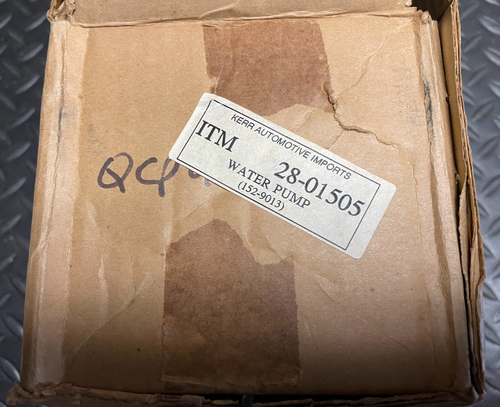 KERR AUTOMOTIVE IMPORTS
ITM 28-01505
WATER PUMP
(152-9013)